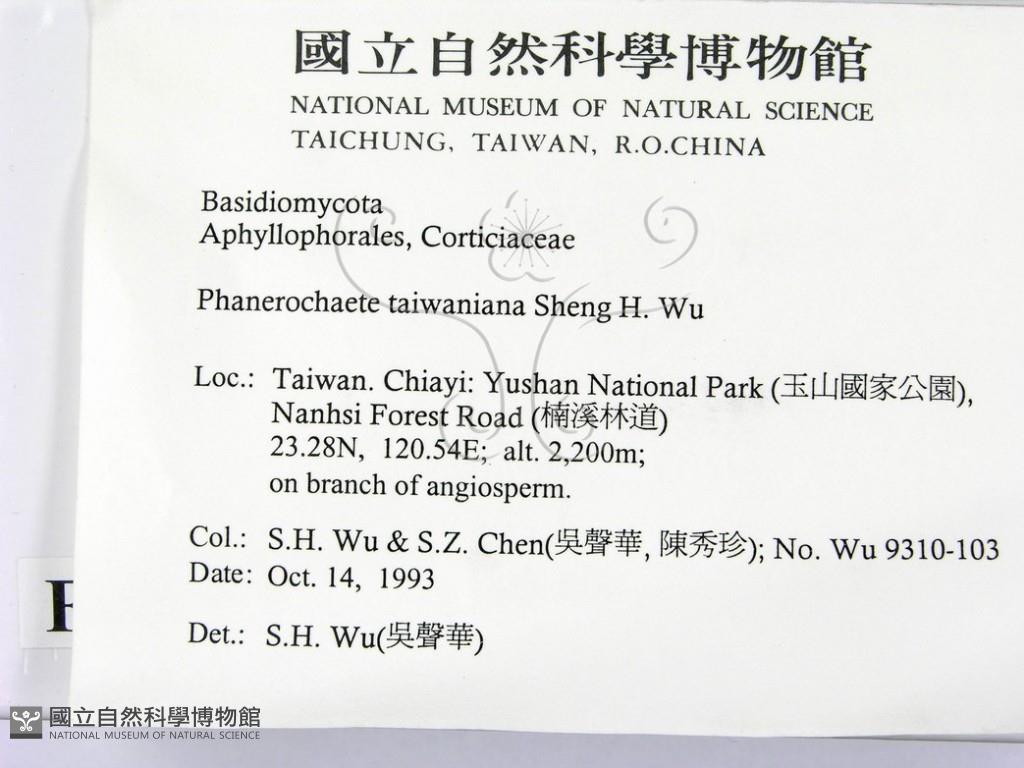 國立自然科學博物館
NATIONAL MUSEUM OF NATURAL SCIENCE
TAICHUNG, TAIWAN, R.O.CHINA
Basidiomycota
Aphyllophorales, Corticiaceae
Phanerochaete taiwaniana Sheng H. Wu
Loc.: Taiwan. Chiayi: Yushan National Park (玉山國家公園),
Nanhsi Forest Road (楠溪林道)
23.28N, 120.54E; alt. 2,200m;
on branch of angiosperm.
Col.: S.H. Wu & S.Z. Chen(吳聲華, 陳秀珍); No. Wu 9310-103
Date: Oct. 14, 1993
Det.: S.H. Wu(吳聲華)
國立自然科學博物館
NATIONAL MUSEUM OF NATURAL SCIENCE